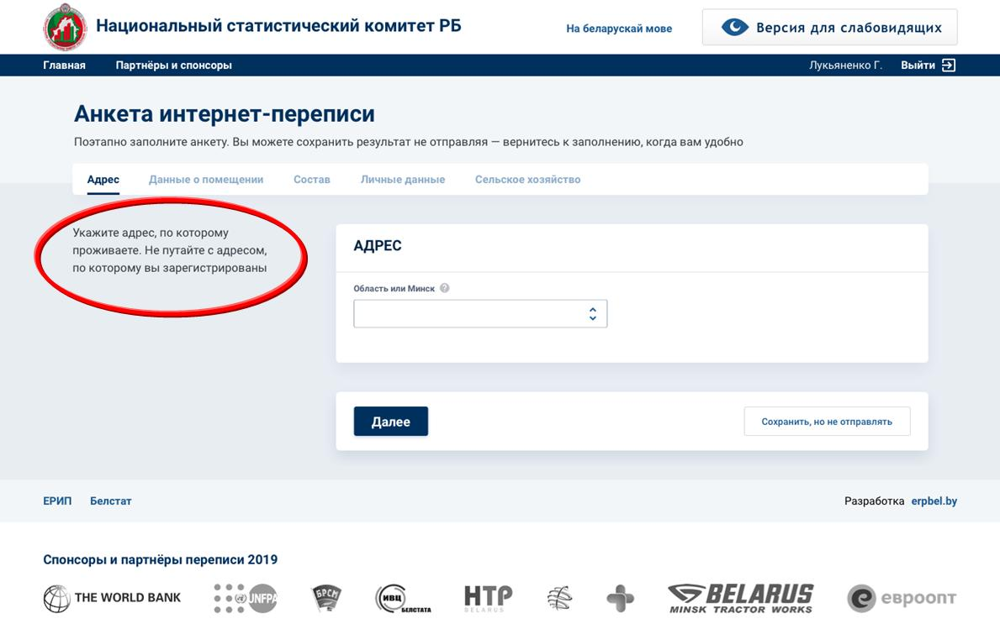 Национальный статистический комитет РБ
На беларускай мове
Версия для слабовидящих
Главная Партнёры и спонсоры Лукьяненко Г. Выйти
Анкета интернет-переписи
Поэтапно заполните анкету. Вы можете сохранить результат не отправляя — вернитесь к заполнению, когда вам удобно
Адрес Данные о помещении Состав Личные данные Сельское хозяйство
Укажите адрес, по которому
проживаете. Не путайте с адресом,
по которому вы зарегистрированы
АДРЕС
Область или Минск ?
Далее
Сохранить, но не отправлять
ЕРИП Белстат
Разработка erpbel.by
Спонсоры и партнёры переписи 2019
THE WORLD BANK
UNFPA
БРСМ
ИВЦ
БЕЛСТАТА
НТР
BELARUS
BELARUS
MINSK TRACTOR WORKS
евроопт